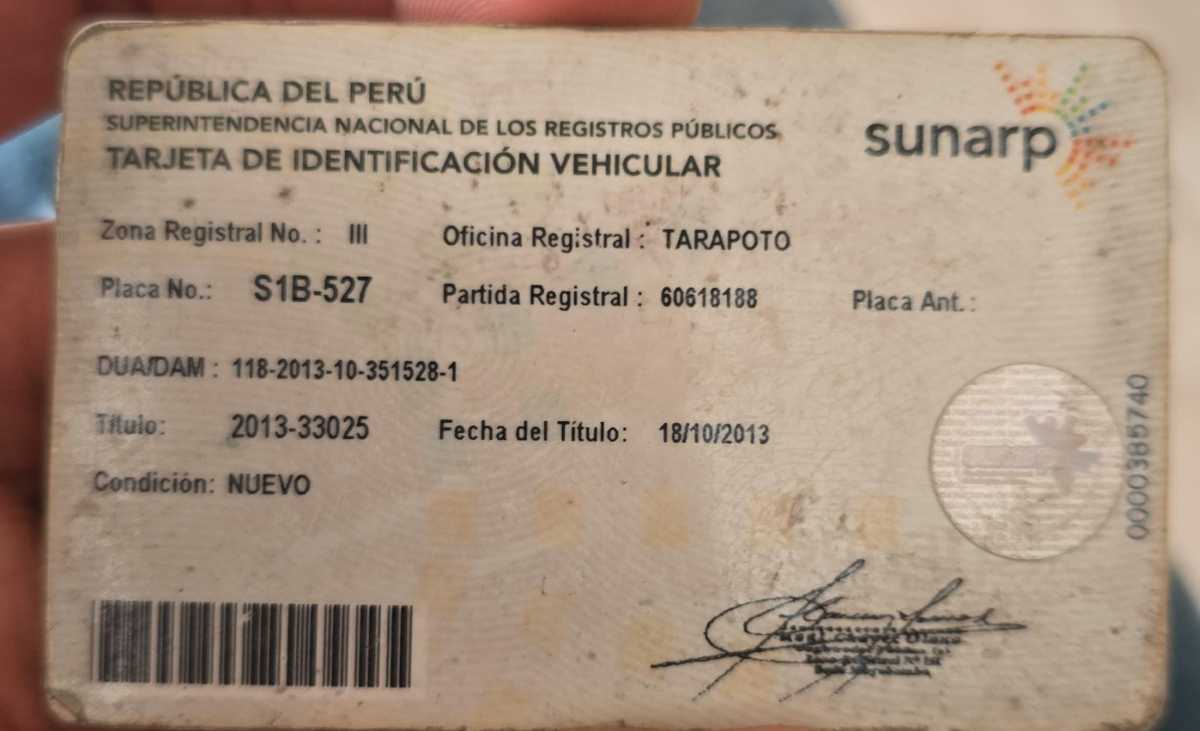 REPÚBLICA DEL PERÚ
SUPERINTENDENCIA NACIONAL DE LOS REGISTROS PÚBLICOS
TARJETA DE IDENTIFICACIÓN VEHICULAR
sunarp
Zona Registral No. : III Oficina Registral : TARAPOTO
Placa No.: S1B-527 Partida Registral : 60618188 Placa Ant. :
DUA/DAM : 118-2013-10-351528-1
Título: 2013-33025 Fecha del Título: 18/10/2013
Condición: NUEVO
0000385740